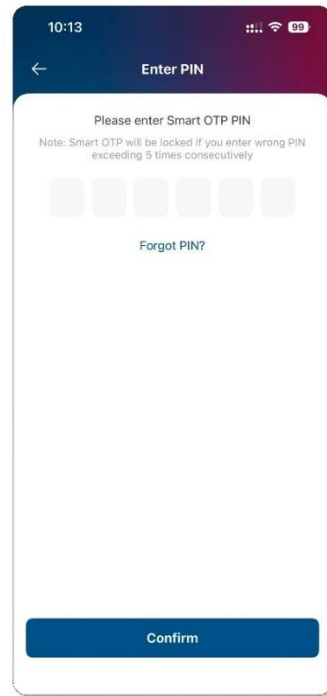 10:13
99
Enter PIN
Please enter Smart OTP PIN
Note: Smart OTP will be locked if you enter wrong PIN
exceeding 5 times consecutively
Forgot PIN?
Confirm